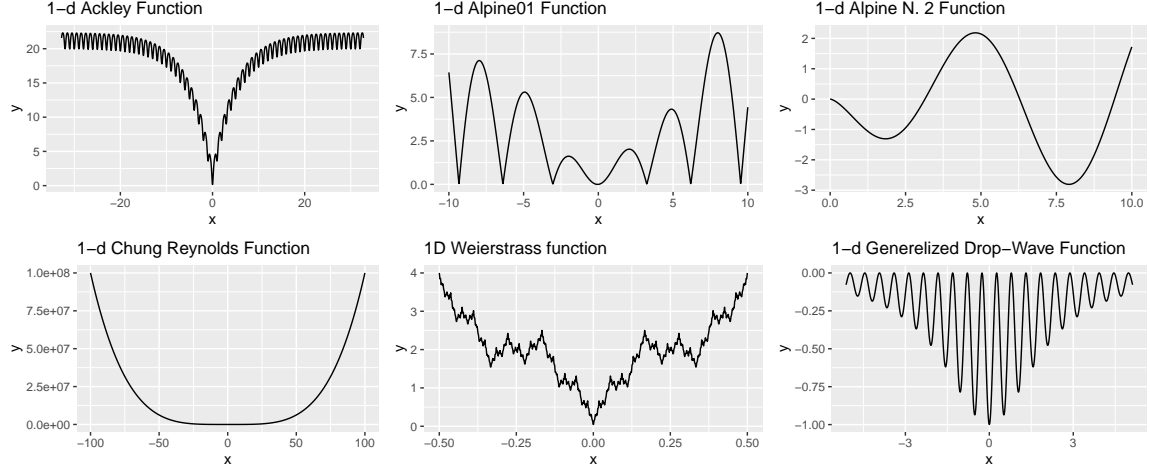 1−d Ackley Function
y
20
15
10
5
0
−20 0 20
x
1−d Alpine01 Function
y
7.5
5.0
2.5
0.0
−10 −5 0 5 10
x
1−d Alpine N. 2 Function
y
2
1
0
−1
−2
−3
0.0 2.5 5.0 7.5 10.0
x
1−d Chung Reynolds Function
y
1.0e+08
7.5e+07
5.0e+07
2.5e+07
0.0e+00
−100 −50 0 50 100
x
1D Weierstrass function
y
4
3
2
1
0
−0.50 −0.25 0.00 0.25 0.50
x
1−d Generelized Drop−Wave Function
y
0.00
−0.25
−0.50
−0.75
−1.00
−3 0 3
x